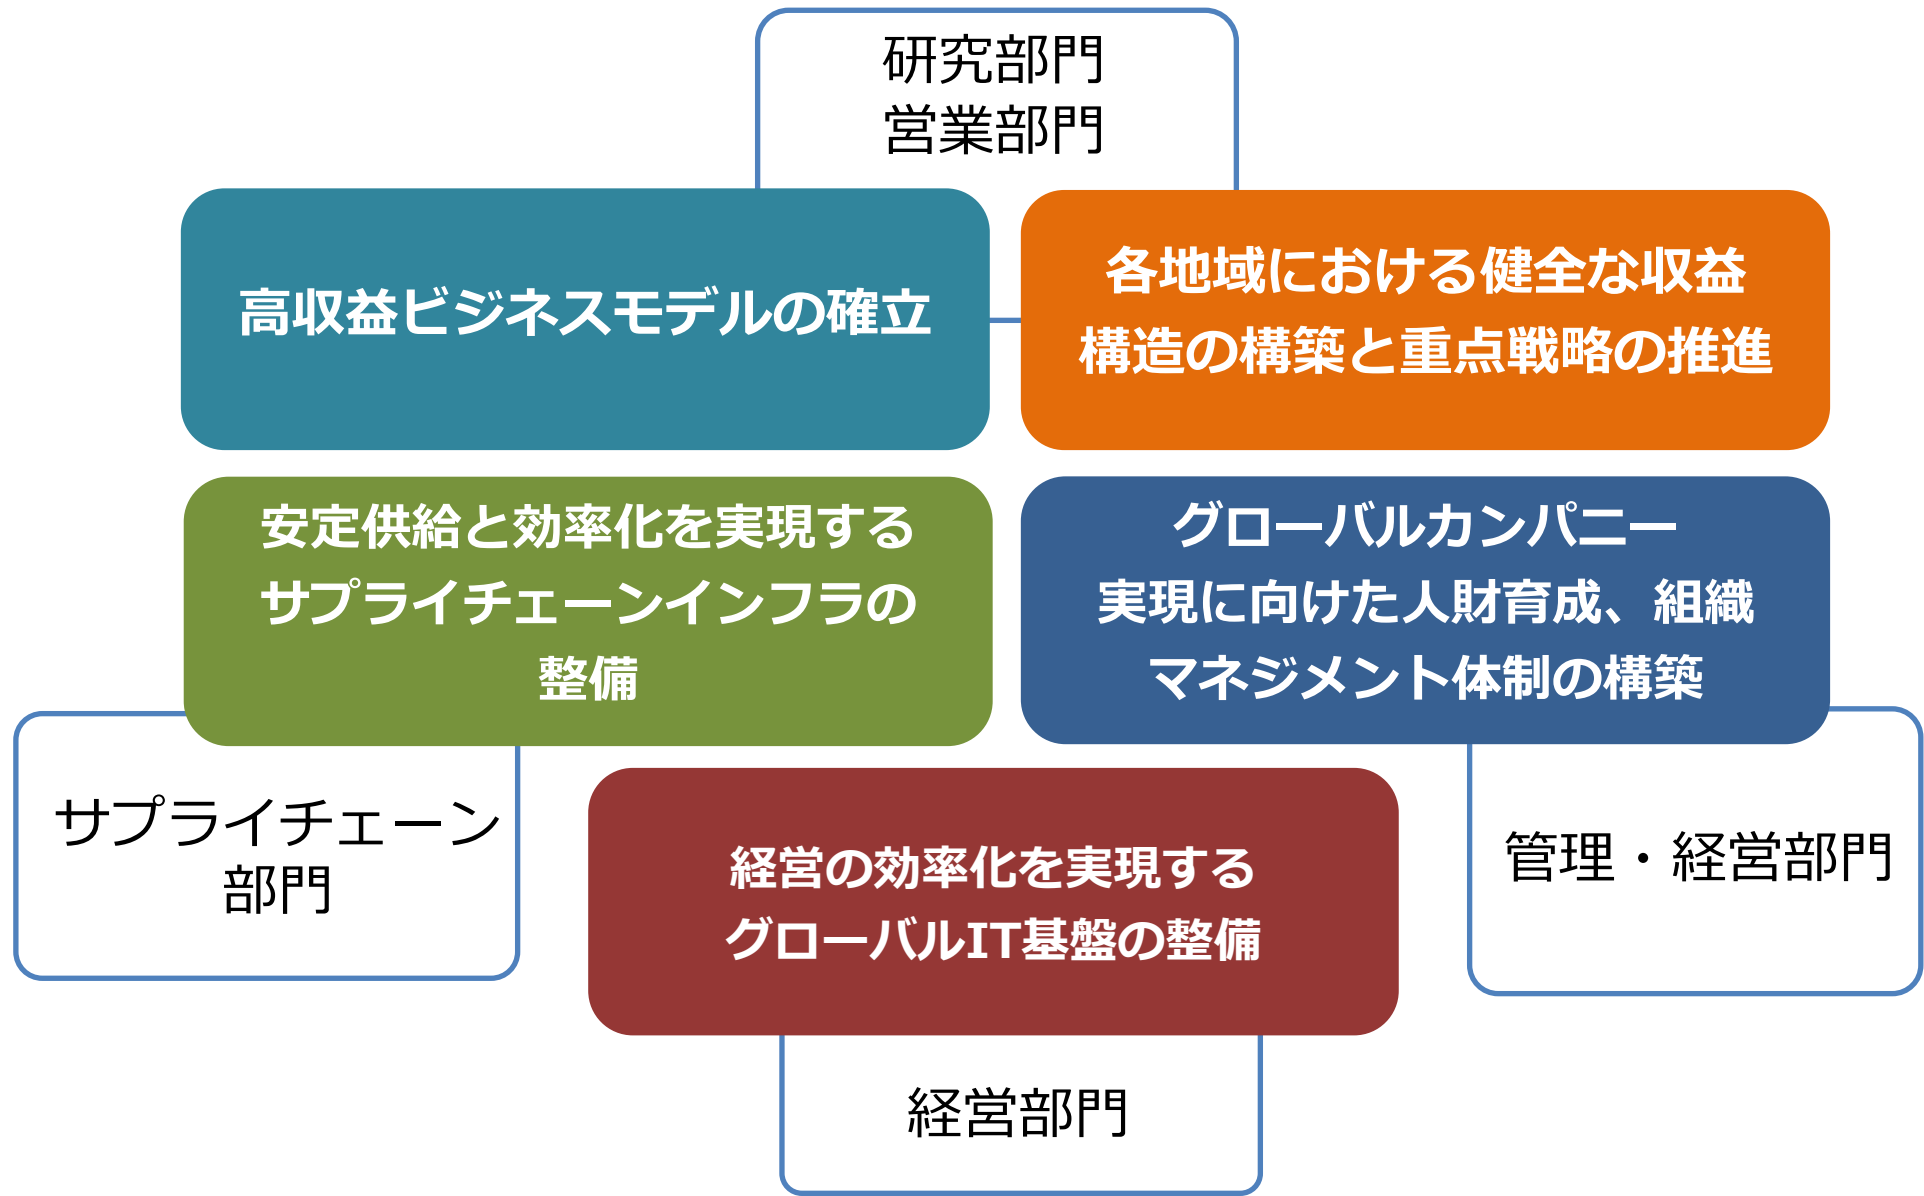 研究部門
営業部門
高収益ビジネスモデルの確立
各地域における健全な収益
構造の構築と重点戦略の推進
安定供給と効率化を実現する
サプライチェーンインフラの
整備
グローバルカンパニー
実現に向けた人財育成、組織
マネジメント体制の構築
サプライチェーン
部門
経営の効率化を実現する
グローバルIT基盤の整備
管理・経営部門
経営部門